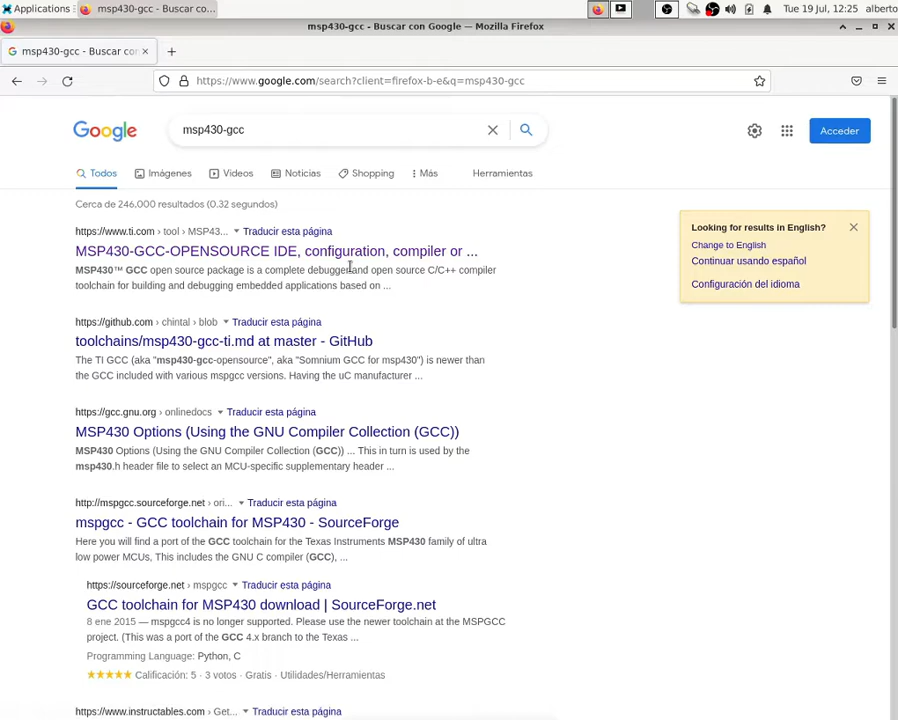 Applications
msp430-gcc - Buscar co...
Tue 19 Jul, 12:25 alberto
msp430-gcc - Buscar con Google — Mozilla Firefox
G msp430-gcc - Buscar con
https://www.google.com/search?client=firefox-b-e&q=msp430-gcc
Google
msp430-gcc
Acceder
Todos
Imágenes
Videos
Noticias
Shopping
Más
Herramientas
Cerca de 246,000 resultados (0.32 segundos)
https://www.ti.com › tool › MSP43... Traducir esta página
MSP430-GCC-OPENSOURCE IDE, configuration, compiler or ...
MSP430™ GCC open source package is a complete debugger and open source C/C++ compiler
toolchain for building and debugging embedded applications based on ...
Looking for results in English?
Change to English
Continuar usando español
Configuración del idioma
https://github.com › chintal › blob Traducir esta página
toolchains/msp430-gcc-ti.md at master - GitHub
The TI GCC (aka "msp430-gcc-opensource", aka "Somnium GCC for msp430") is newer than
the GCC included with various mspgcc versions. Having the uC manufacturer ...
https://gcc.gnu.org › onlinedocs Traducir esta página
MSP430 Options (Using the GNU Compiler Collection (GCC))
MSP430 Options (Using the GNU Compiler Collection (GCC)) ... This in turn is used by the
msp430.h header file to select an MCU-specific supplementary header ...
http://mspgcc.sourceforge.net › ori... Traducir esta página
mspgcc - GCC toolchain for MSP430 - SourceForge
Here you will find a port of the GCC toolchain for the Texas Instruments MSP430 family of ultra
low power MCUs, This includes the GNU C compiler (GCC), ...
https://sourceforge.net › mspgcc Traducir esta página
GCC toolchain for MSP430 download | SourceForge.net
8 ene 2015 — mspgcc4 is no longer supported. Please use the newer toolchain at the MSPGCC
project. (This was a port of the GCC 4.x branch to the Texas ...
Programming Language: Python, C
Calificación: 5 · 3 votos · Gratis · Utilidades/Herramientas
https://www.instructables.com › Get... Traducir esta página